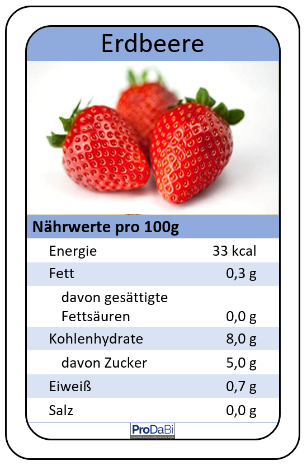 Erdbeere
Nährwerte pro 100g
Energie 33 kcal
Fett 0,3 g
davon gesättigte
Fettsäuren 0,0 g
Kohlenhydrate 8,0 g
davon Zucker 5,0 g
Eiweiß 0,7 g
Salz 0,0 g
ProDaBi